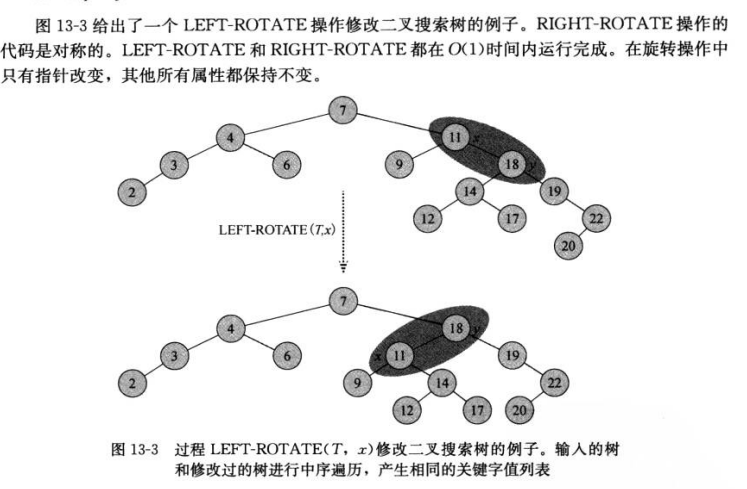 图 13-3 给出了一个 LEFT-ROTATE 操作修改二叉搜索树的例子。RIGHT-ROTATE 操作的
代码是对称的。LEFT-ROTATE 和 RIGHT-ROTATE 都在 O(1)时间内运行完成。在旋转操作中
只有指针改变，其他所有属性都保持不变。
7
4 11 x
3 6 9 18 y
2 14 19
12 17 22
LEFT-ROTATE(T,x)
20
7
4 18 y
3 6 x 11 19
2 9 14 22
12 17 20
图 13-3 过程 LEFT-ROTATE(T, x)修改二叉搜索树的例子。输入的树
和修改过的树进行中序遍历，产生相同的关键字值列表